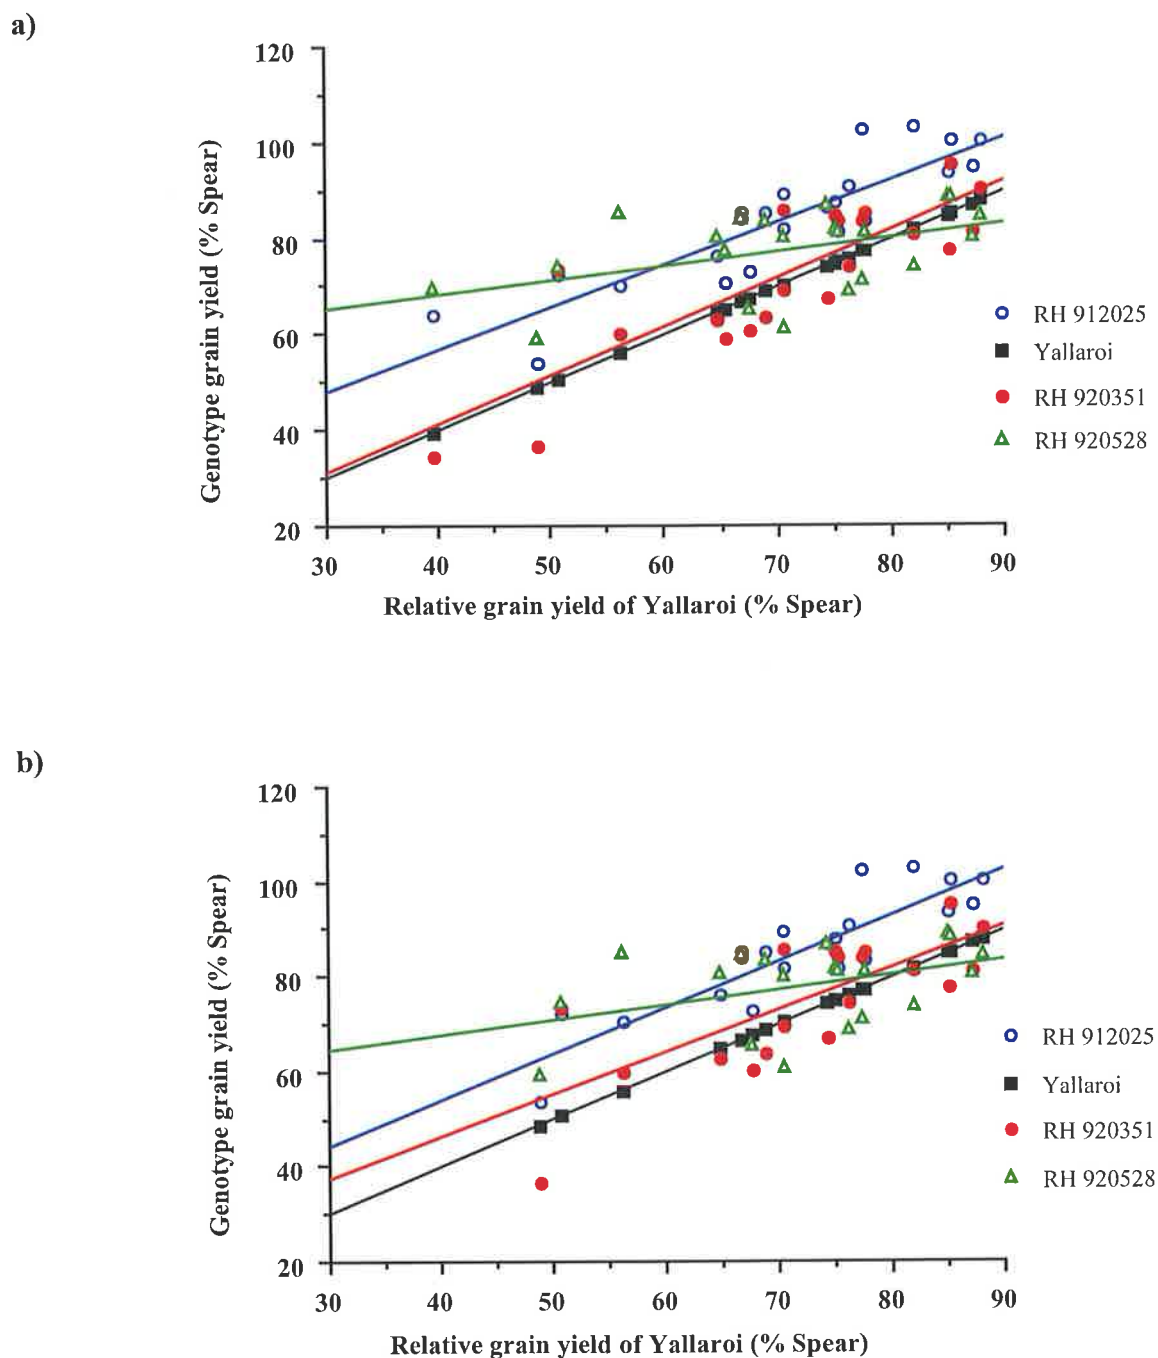 a)
120
100
80
60
40
20
Genotype grain yield (% Spear)
30 40 50 60 70 80 90
Relative grain yield of Yallaroi (% Spear)
RH 912025
Yallaroi
RH 920351
RH 920528
b)
120
100
80
60
40
20
Genotype grain yield (% Spear)
30 40 50 60 70 80 90
Relative grain yield of Yallaroi (% Spear)
RH 912025
Yallaroi
RH 920351
RH 920528